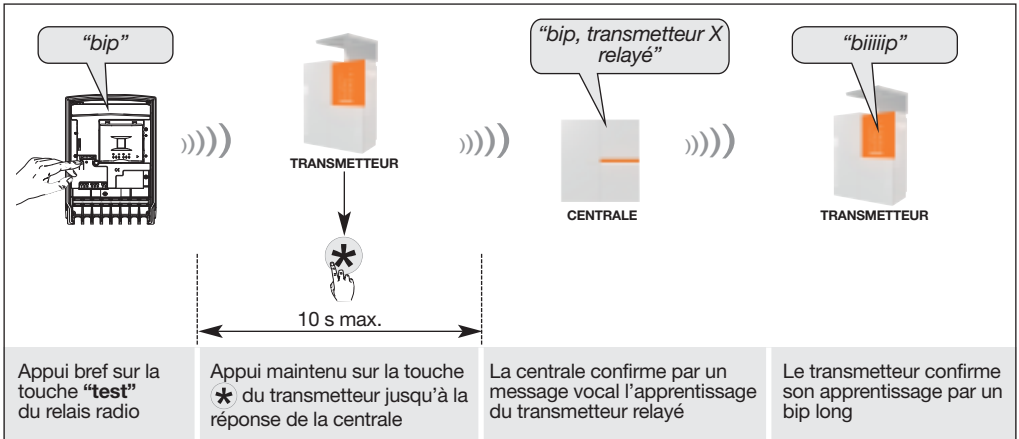 “bip”
TRANSMETTEUR
“bip, transmetteur X
relayé”
CENTRALE
“biiiiip”
TRANSMETTEUR
*
10 s max.
Appui bref sur la
touche “test”
du relais radio
Appui maintenu sur la touche
* du transmetteur jusqu’à la
réponse de la centrale
La centrale confirme par un
message vocal l’apprentissage
du transmetteur relayé
Le transmetteur confirme
son apprentissage par un
bip long